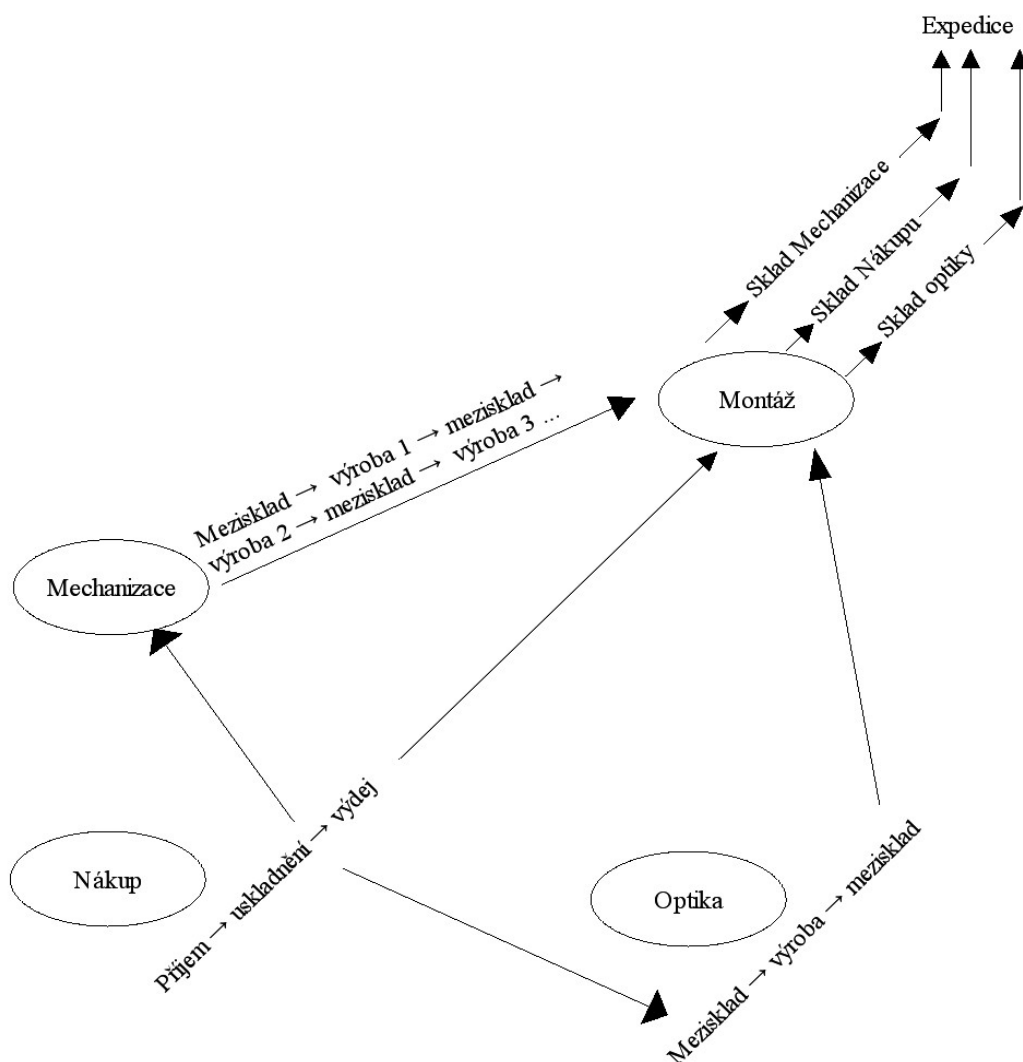 Expedice
Sklad Mechanizace
Sklad Nákupu
Sklad optiky
Montáž
Mezisklad → výroba 1 → mezisklad →
výroba 2 → mezisklad → výroba 3 ...
Mechanizace
Nákup
Příjem → uskladnění → výdej
Optika
Mezisklad → výroba → mezisklad